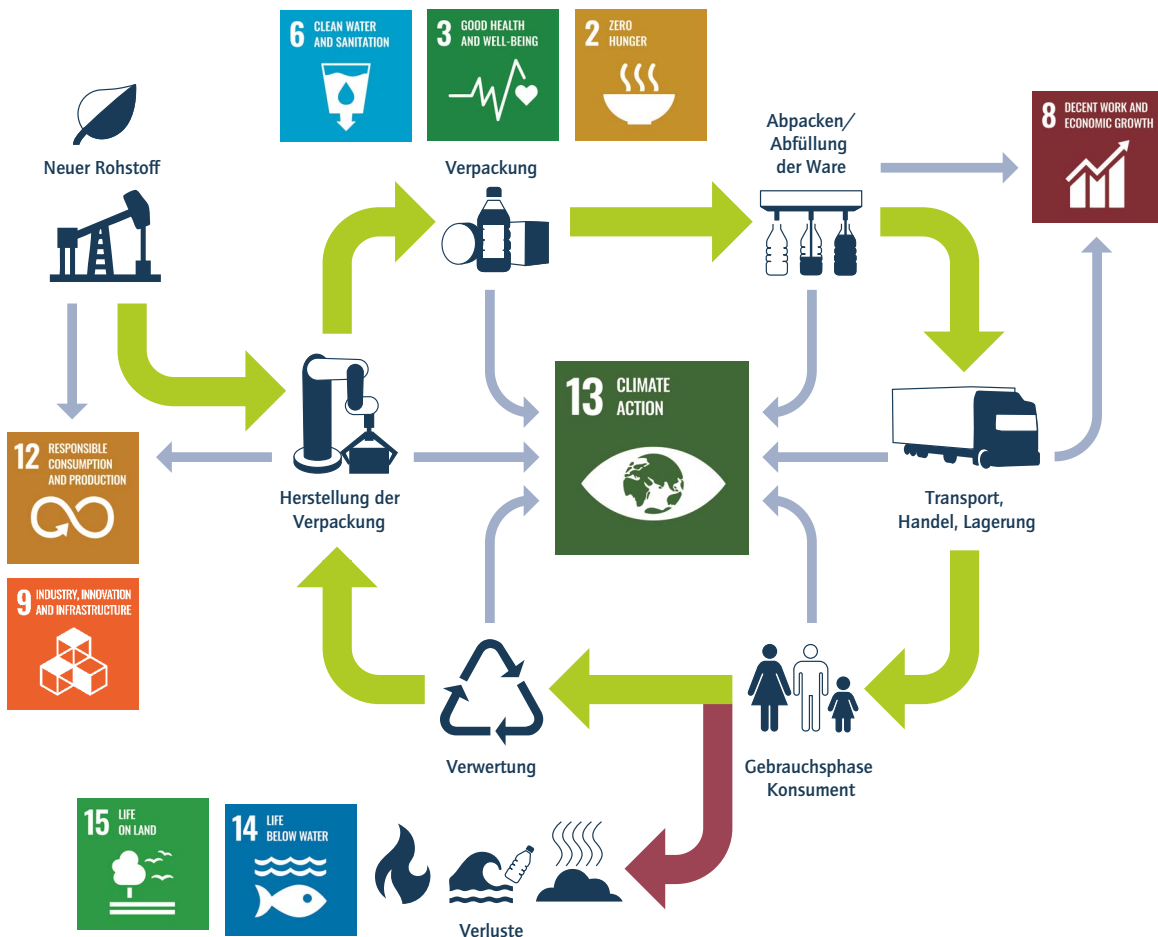 6 CLEAN WATER
AND SANITATION
3 GOOD HEALTH
AND WELL-BEING
2 ZERO
HUNGER
8 DECENT WORK AND
ECONOMIC GROWTH
Neuer Rohstoff
Verpackung
Abpacken/
Abfüllung
der Ware
13 CLIMATE
ACTION
12 RESPONSIBLE
CONSUMPTION
AND PRODUCTION
9 INDUSTRY, INNOVATION
AND INFRASTRUCTURE
Herstellung der
Verpackung
Transport,
Handel, Lagerung
Verwertung
Gebrauchsphase
Konsument
15 LIFE
ON LAND
14 LIFE
BELOW WATER
Verluste